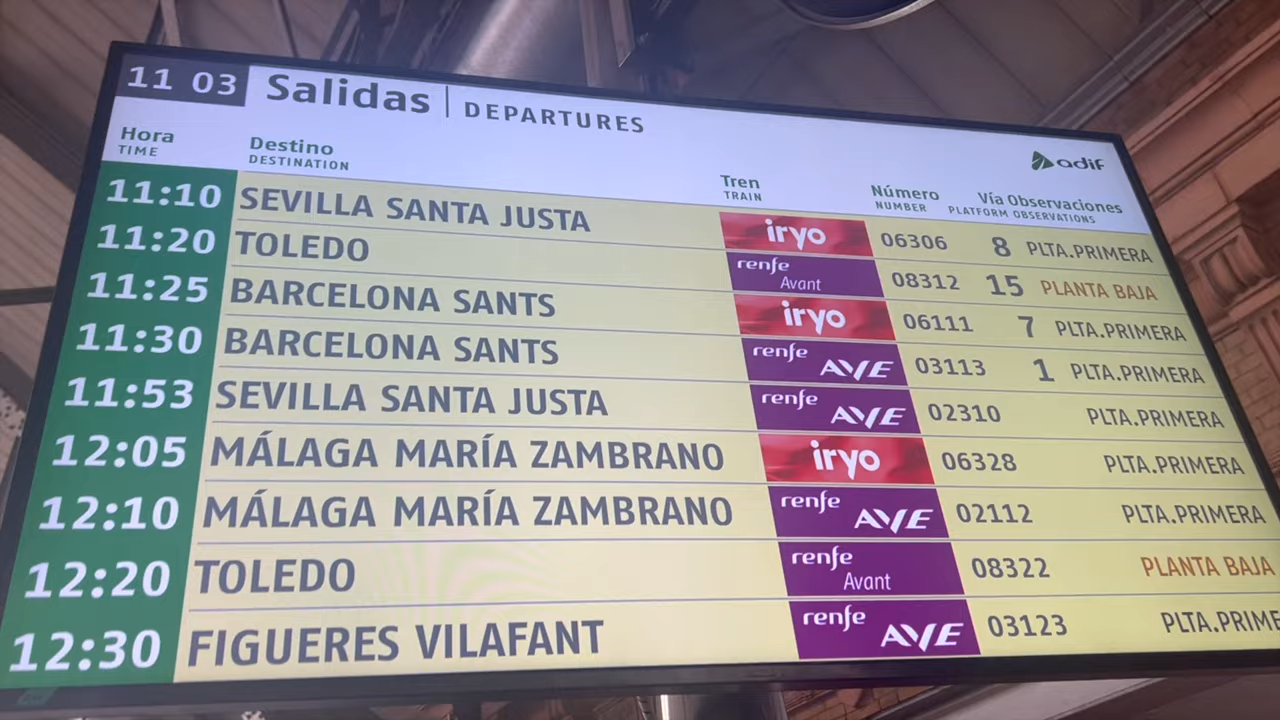 11 03 Salidas | DEPARTURES
adif
Hora Destino Tren Número Vía Observaciones
TIME DESTINATION TRAIN NUMBER PLATFORM OBSERVATIONS
11:10 SEVILLA SANTA JUSTA iryo 06306 8 PLTA.PRIMERA
11:20 TOLEDO renfe Avant 08312 15 PLANTA BAJA
11:25 BARCELONA SANTS iryo 06111 7 PLTA.PRIMERA
11:30 BARCELONA SANTS renfe AVE 03113 1 PLTA.PRIMERA
11:53 SEVILLA SANTA JUSTA renfe AVE 02310 PLTA.PRIMERA
12:05 MÁLAGA MARÍA ZAMBRANO iryo 06328 PLTA.PRIMERA
12:10 MÁLAGA MARÍA ZAMBRANO renfe AVE 02112 PLTA.PRIMERA
12:20 TOLEDO renfe Avant 08322 PLANTA BAJA
12:30 FIGUERES VILAFANT renfe AVE 03123 PLTA.PRIME